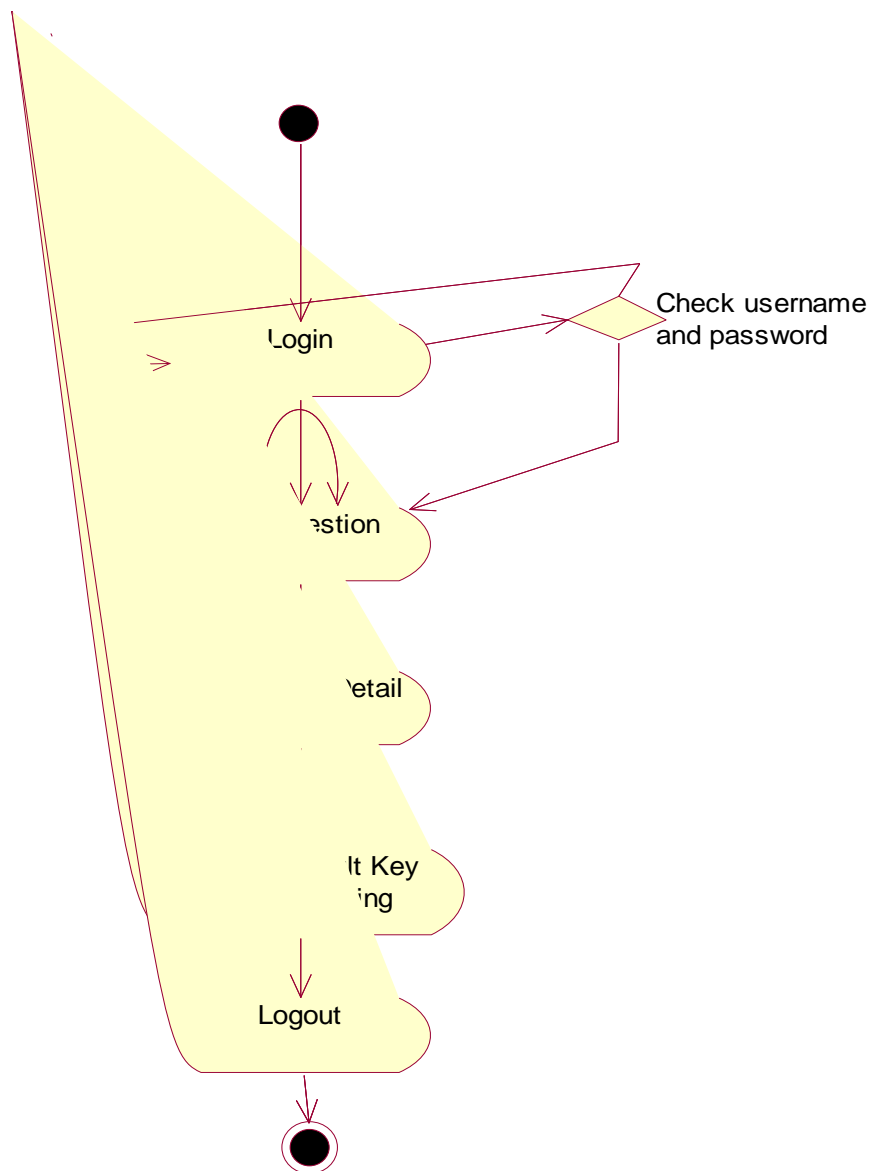 Login
Check username
and password
estion
etail
lt Key
ing
Logout